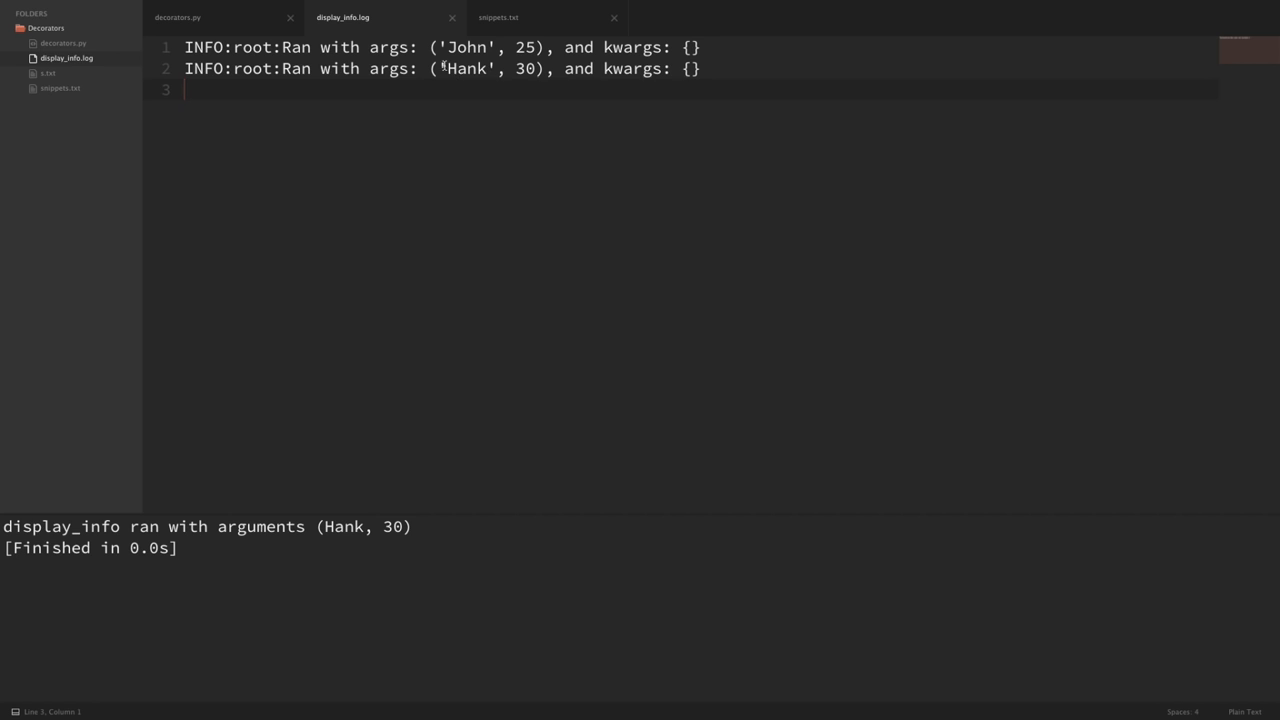 FOLDERS
Decorators
decorators.py
display_info.log
s.txt
snippets.txt
decorators.py
display_info.log
snippets.txt
1 INFO:root:Ran with args: ('John', 25), and kwargs: {}
2 INFO:root:Ran with args: ('Hank', 30), and kwargs: {}
3
display_info ran with arguments (Hank, 30)
[Finished in 0.0s]
Line 3, Column 1
Spaces: 4
Plain Text